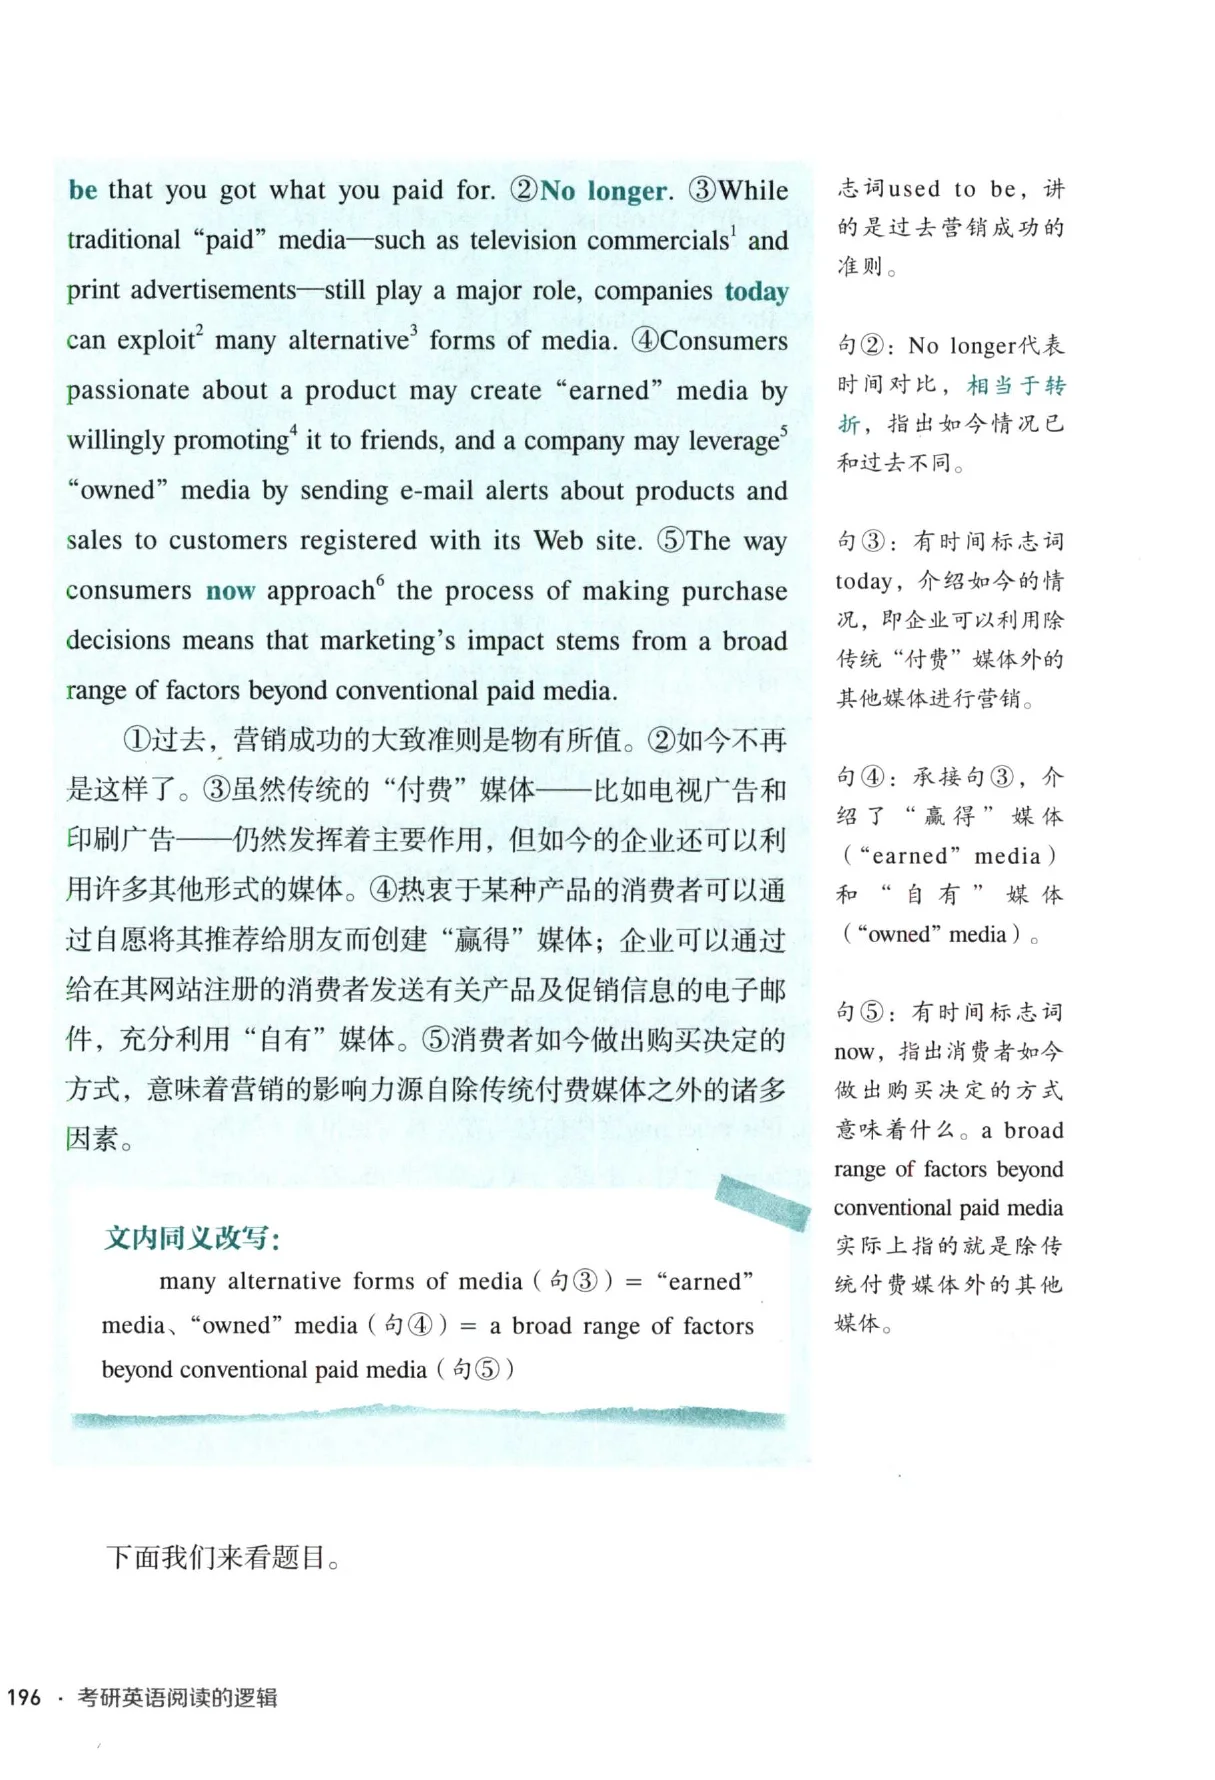 be that you got what you paid for. ②No longer. ③While
traditional “paid” media—such as television commercials¹ and
print advertisements—still play a major role, companies today
can exploit² many alternative³ forms of media. ④Consumers
passionate about a product may create “earned” media by
willingly promoting⁴ it to friends, and a company may leverage⁵
“owned” media by sending e-mail alerts about products and
sales to customers registered with its Web site. ⑤The way
consumers now approach⁶ the process of making purchase
decisions means that marketing’s impact stems from a broad
range of factors beyond conventional paid media.
①过去，营销成功的大致准则是物有所值。②如今不再
是这样了。③虽然传统的“付费”媒体——比如电视广告和
印刷广告——仍然发挥着主要作用，但如今的企业还可以利
用许多其他形式的媒体。④热衷于某种产品的消费者可以通
过自愿将其推荐给朋友而创建“赢得”媒体；企业可以通过
给在其网站注册的消费者发送有关产品及促销信息的电子邮
件，充分利用“自有”媒体。⑤消费者如今做出购买决定的
方式，意味着营销的影响力源自除传统付费媒体之外的诸多
因素。
文内同义改写：
many alternative forms of media（句③）= “earned”
media、“owned” media（句④）= a broad range of factors
beyond conventional paid media（句⑤）
志词used to be，讲
的是过去营销成功的
准则。
句②：No longer代表
时间对比，相当于转
折，指出如今情况已
和过去不同。
句③：有时间标志词
today，介绍如今的情
况，即企业可以利用除
传统“付费”媒体外的
其他媒体进行营销。
句④：承接句③，介
绍了“赢得”媒体
（“earned” media）
和“自有”媒体
（“owned” media）。
句⑤：有时间标志词
now，指出消费者如今
做出购买决定的方式
意味着什么。a broad
range of factors beyond
conventional paid media
实际上指的就是除传
统付费媒体外的其他
媒体。
下面我们来看题目。
196 · 考研英语阅读的逻辑